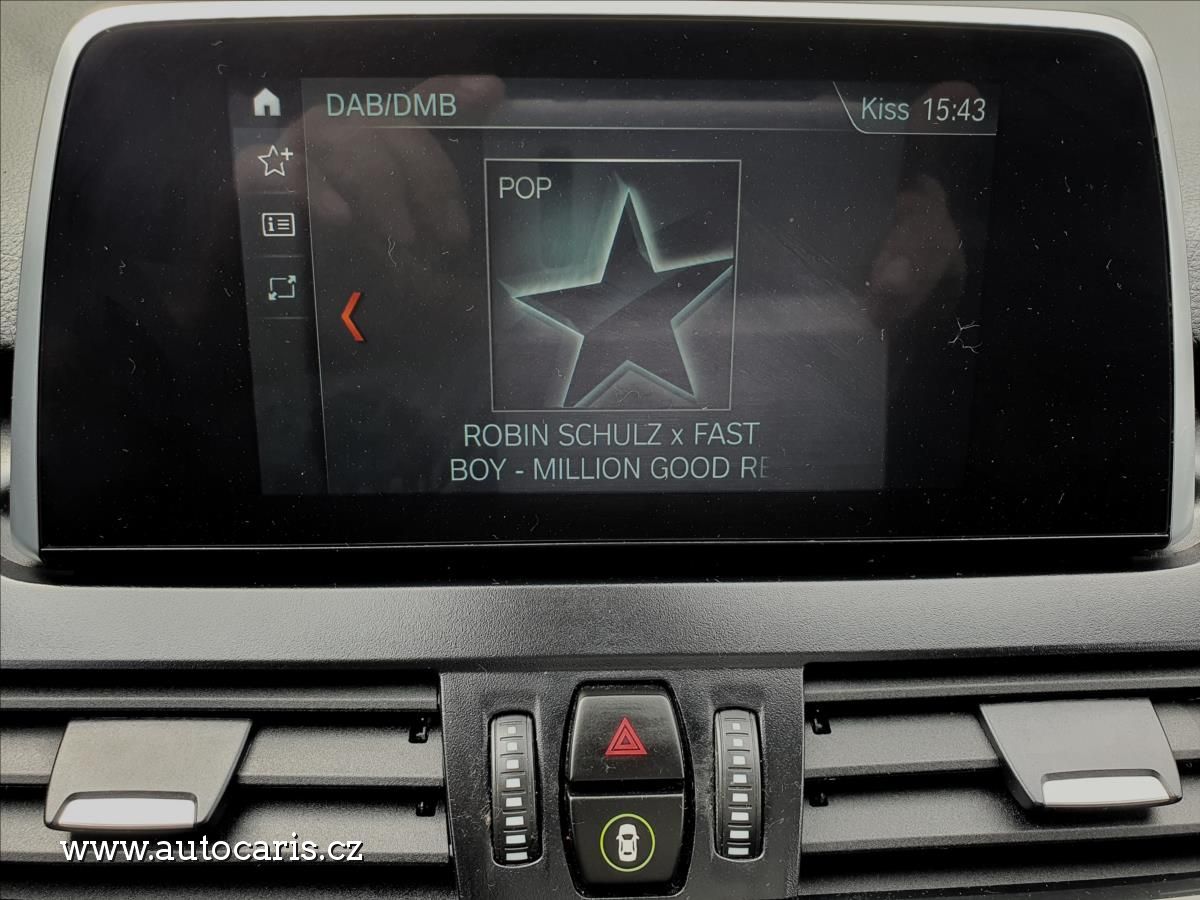 DAB/DMB
Kiss 15:43
POP
ROBIN SCHULZ x FAST
BOY - MILLION GOOD RE
www.autocaris.cz